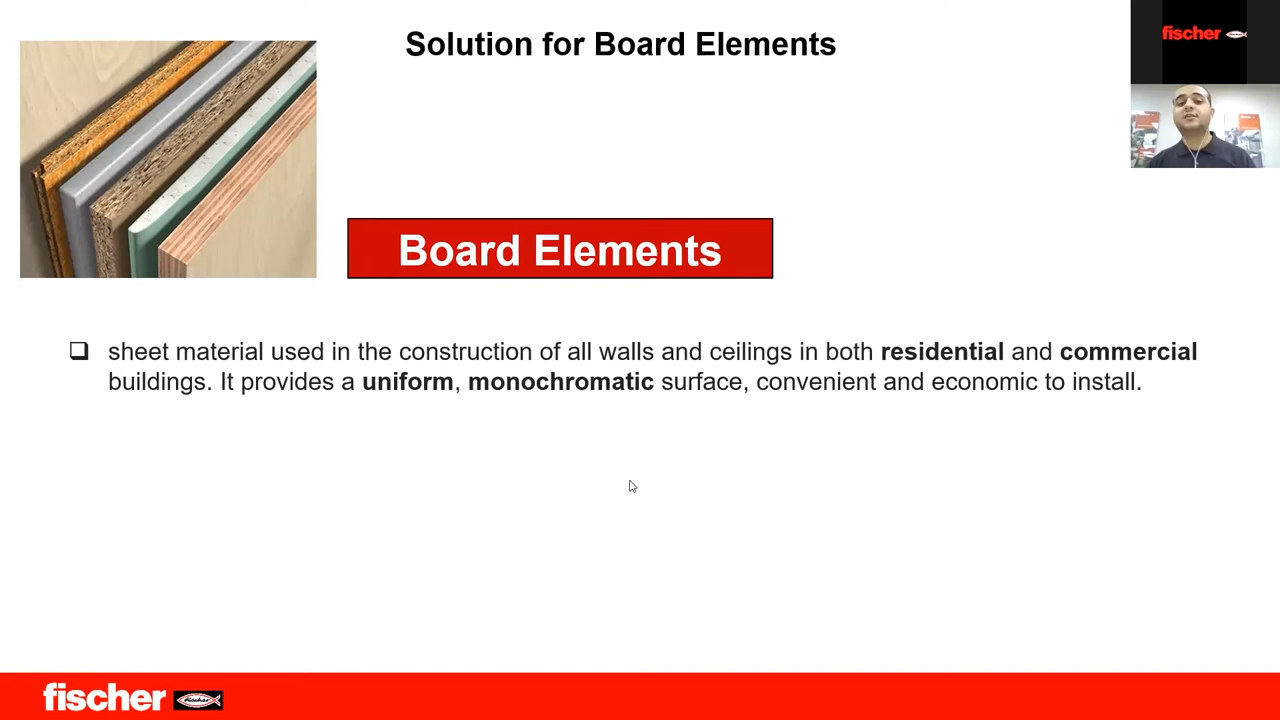 Solution for Board Elements
fischer
Board Elements
sheet material used in the construction of all walls and ceilings in both residential and commercial
buildings. It provides a uniform, monochromatic surface, convenient and economic to install.
fischer
fischer